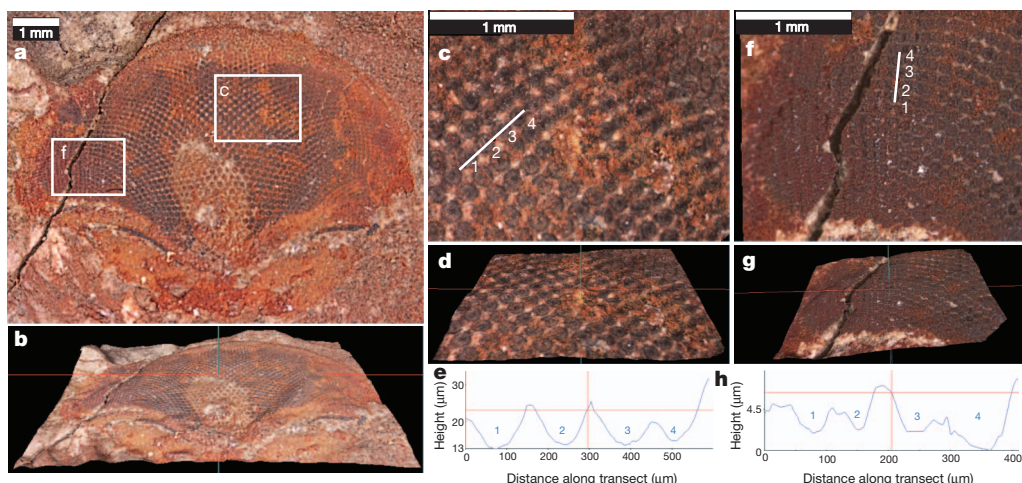 1 mm
a
c
f
b
1 mm
c
1 2 3 4
d
e
Height (µm)
30
20
13
1 2 3 4
0 100 200 300 400 500
Distance along transect (µm)
1 mm
f
4
3
2
1
g
h
Height (µm)
4.5
0
1 2 3 4
0 100 200 300 400
Distance along transect (µm)